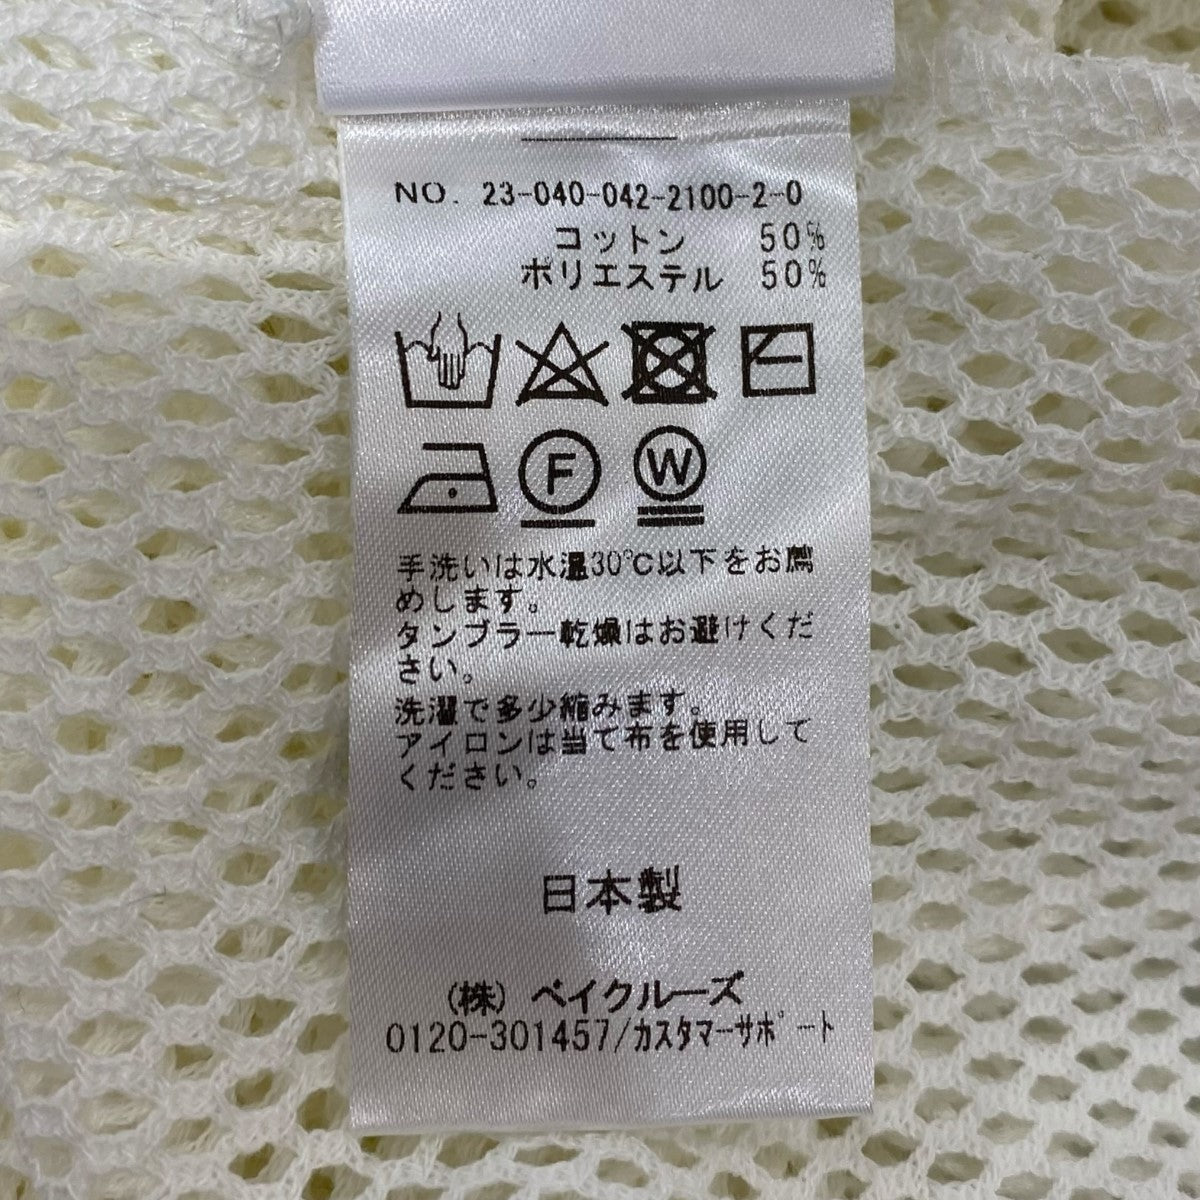 NO. 23-040-042-2100-2-0
コットン 50%
ポリエステル 50%
F W
手洗いは水温30℃以下をお薦
めします。
タンブラー乾燥はお避けくだ
さい。
洗濯で多少縮みます。
アイロンは当て布を使用して
ください。
日本製
(株) ベイクルーズ
0120-301457/カスタマーサポート